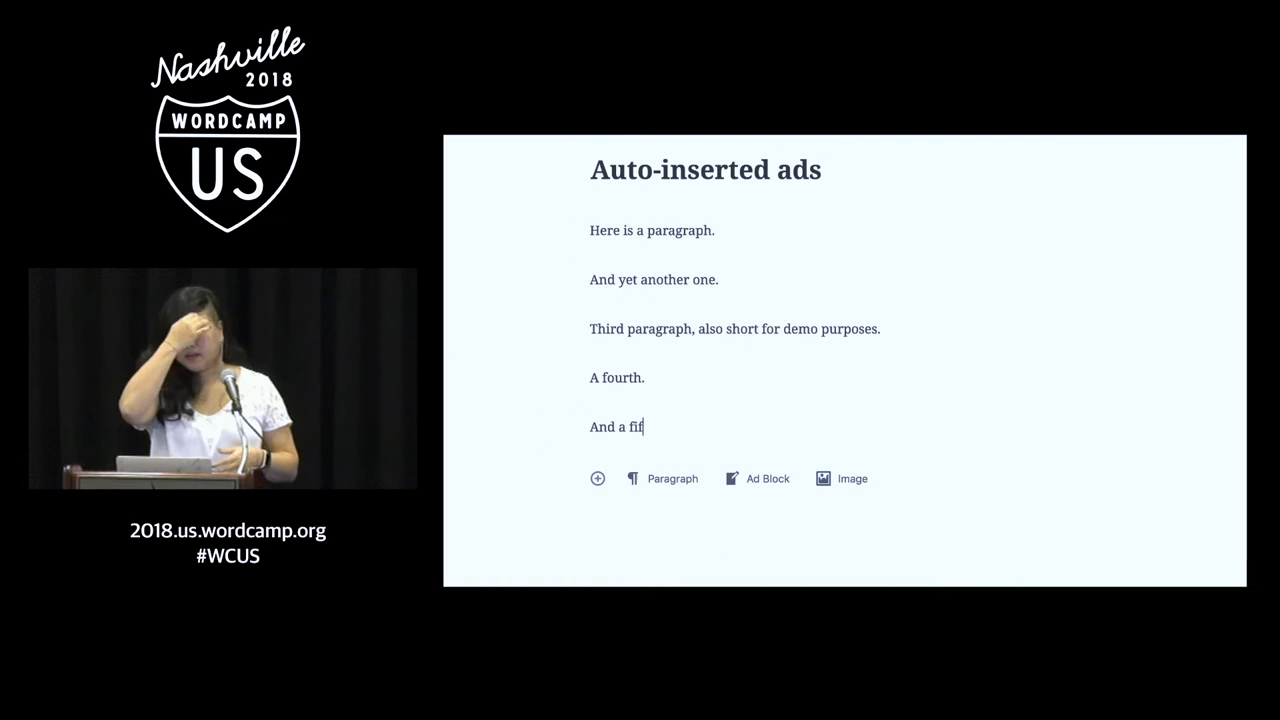 Nashville
2018
WORDCAMP
US
2018.us.wordcamp.org
#WCUS
Auto-inserted ads
Here is a paragraph.
And yet another one.
Third paragraph, also short for demo purposes.
A fourth.
And a fif
Paragraph Ad Block Image